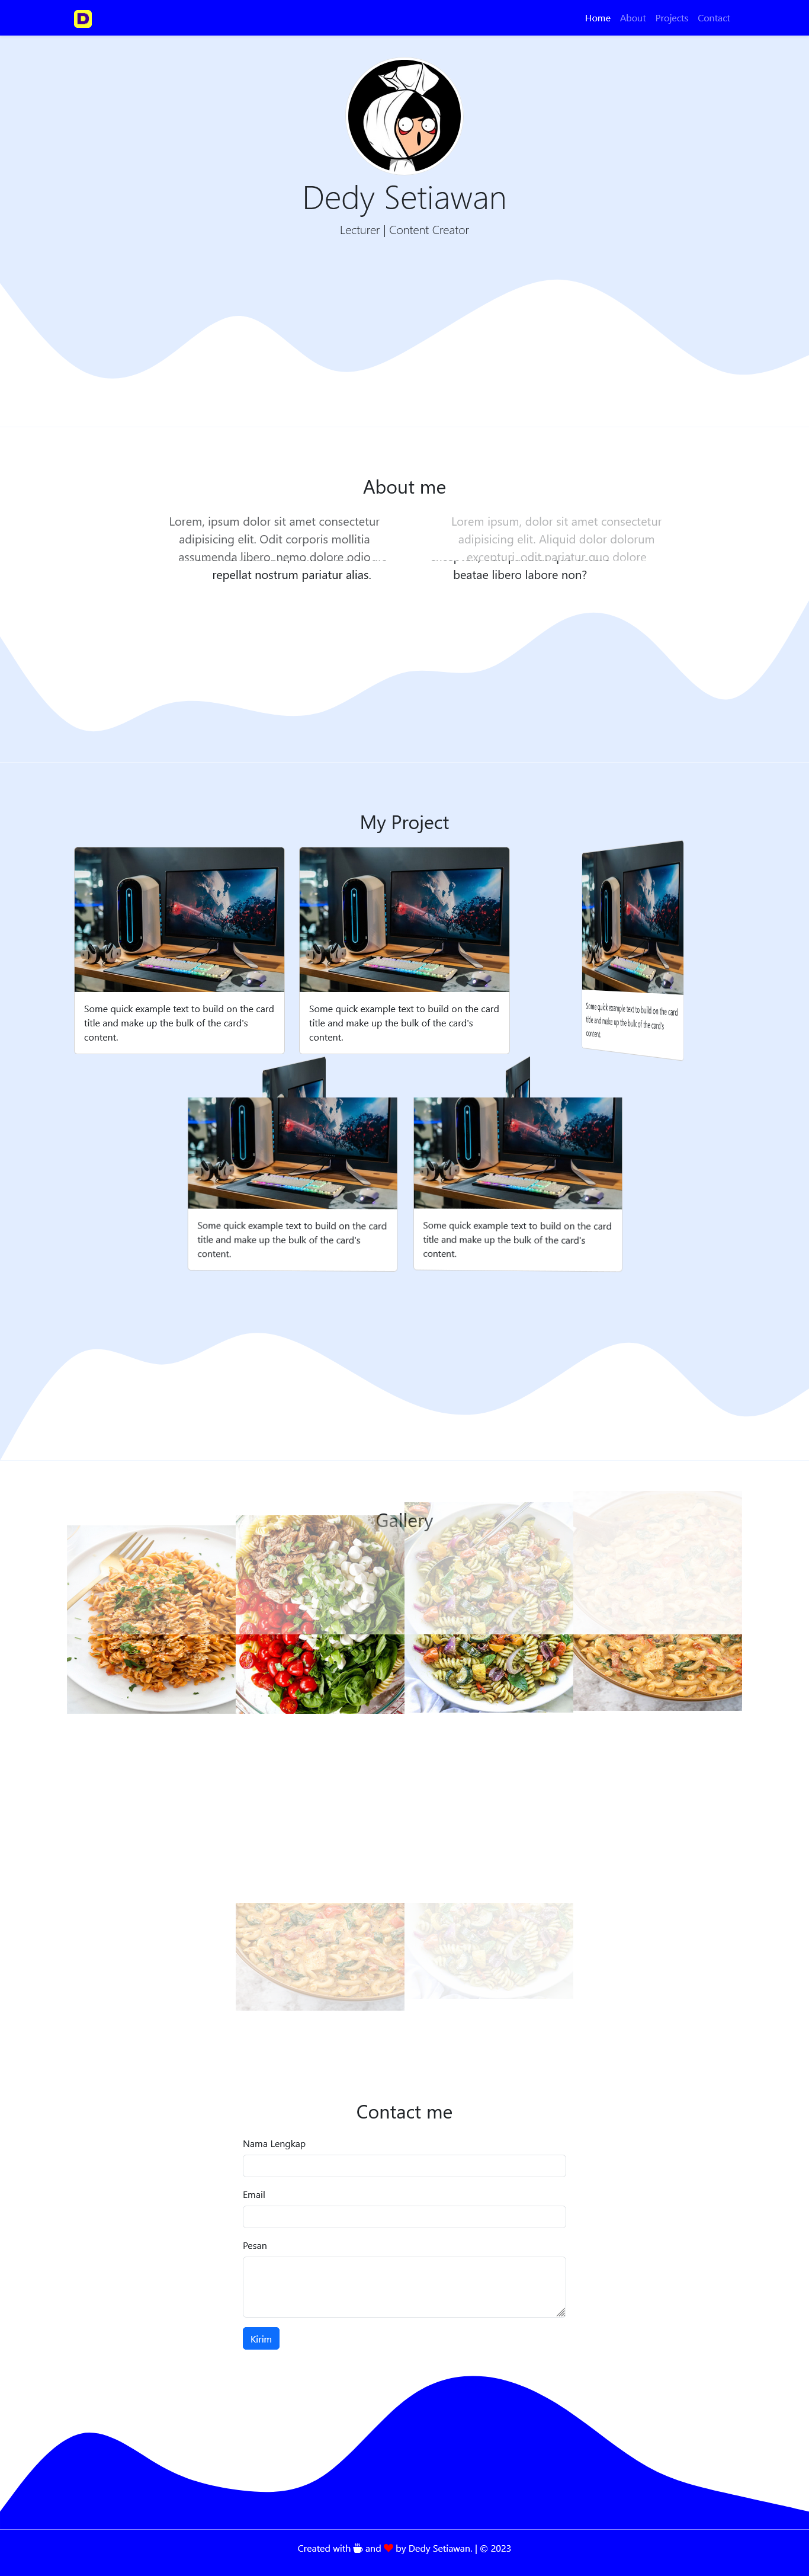 D
Home About Projects Contact
Dedy Setiawan
Lecturer | Content Creator
About me
Lorem, ipsum dolor sit amet consectetur
adipisicing elit. Odit corporis mollitia
assumenda libero, nemo dolore odio
repellat nostrum pariatur alias.
Lorem ipsum, dolor sit amet consectetur
adipisicing elit. Aliquid dolor dolorum
excepturi, odit pariatur quo dolore
beatae libero labore non?
My Project
Some quick example text to build on the card
title and make up the bulk of the card's
content.
Some quick example text to build on the card
title and make up the bulk of the card's
content.
Some quick example text to build on the card
title and make up the bulk of the card's
content.
Some quick example text to build on the card
title and make up the bulk of the card's
content.
Some quick example text to build on the card
title and make up the bulk of the card's
content.
Gallery
Contact me
Nama Lengkap
Email
Pesan
Kirim
Created with and by Dedy Setiawan. | © 2023